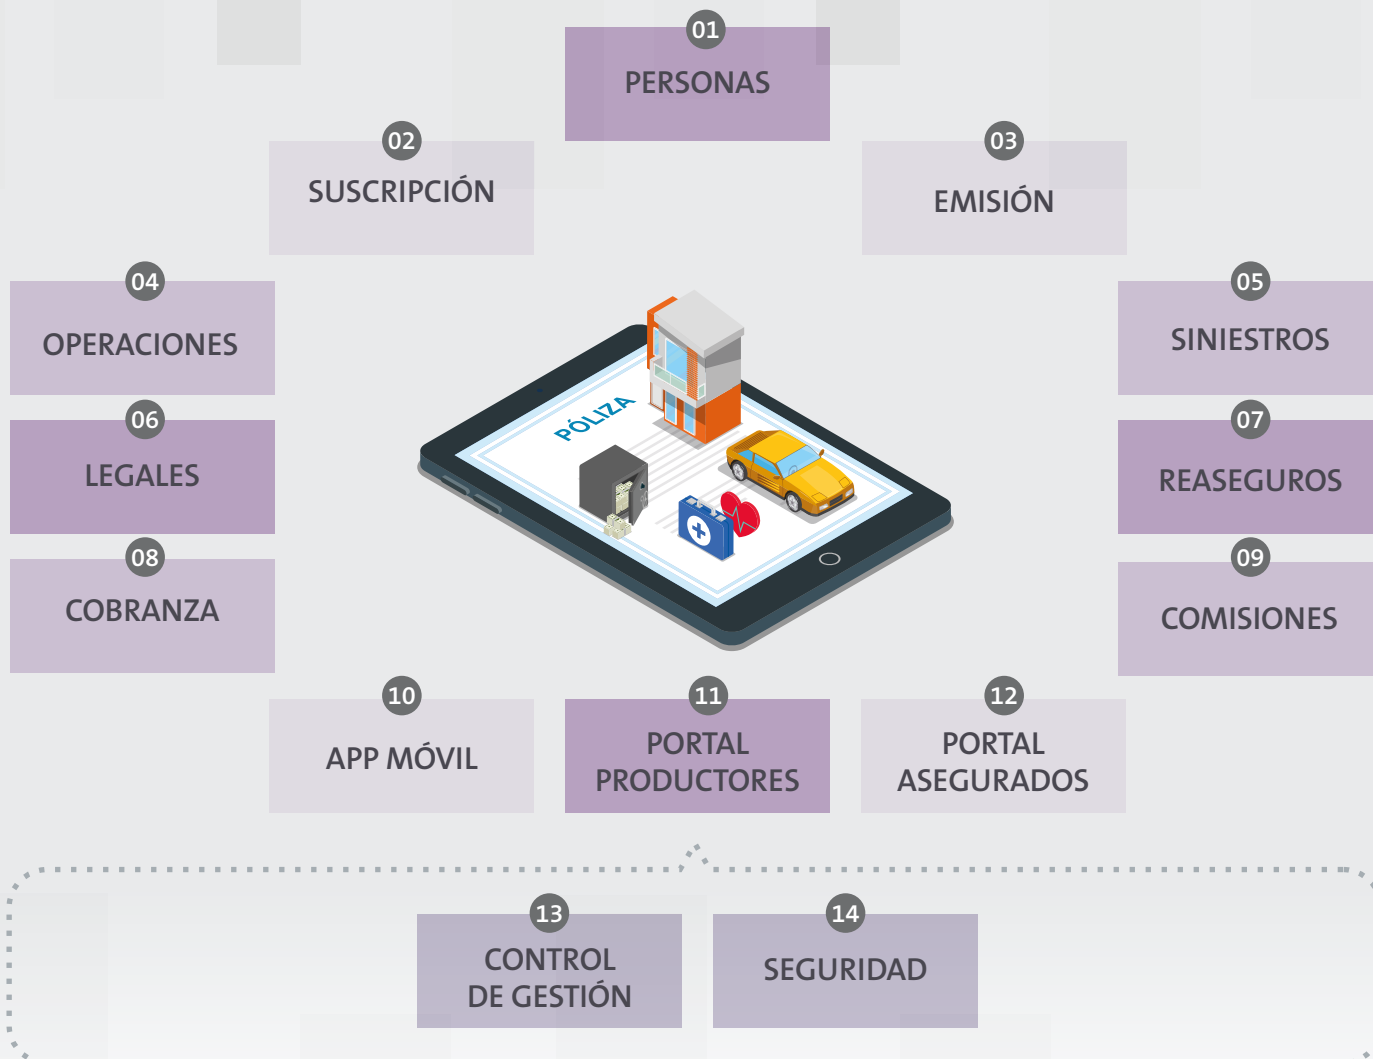 01
PERSONAS
02
SUSCRIPCIÓN
03
EMISIÓN
04
OPERACIONES
05
SINIESTROS
PÓLIZA
06
LEGALES
07
REASEGUROS
08
COBRANZA
09
COMISIONES
10
APP MÓVIL
11
PORTAL
PRODUCTORES
12
PORTAL
ASEGURADOS
13
CONTROL
DE GESTIÓN
14
SEGURIDAD